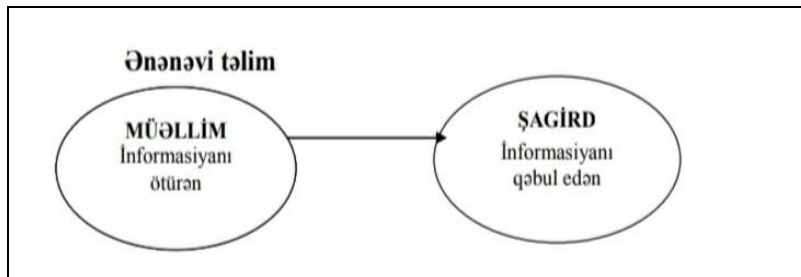 Ənənəvi təlim
MÜƏLLİM
İnformasiyanı
ötürən
ŞAGİRD
İnformasiyanı
qəbul edən